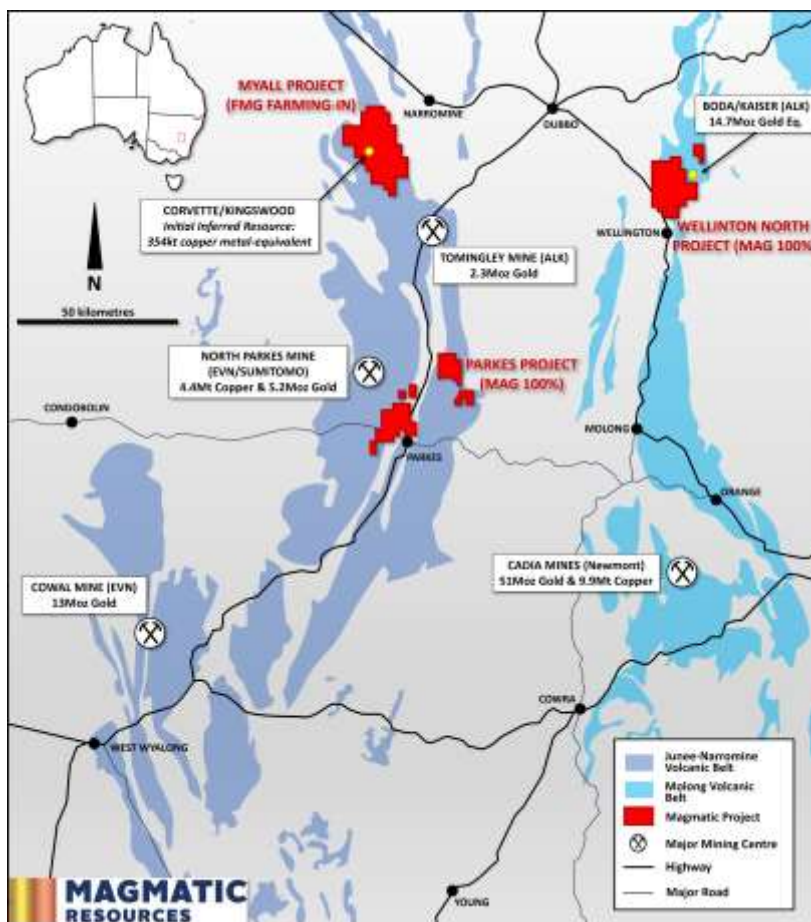 MYALL PROJECT
(FMG FARMING-IN)
NARROMINE
DUBBO
BODA/KAISER (ALK)
14.7Moz Gold Eq.
CORVETTE/KINGSWOOD
Initial Inferred Resource:
354kt copper metal-equivalent
WELLINGTON
WELLINTON NORTH
PROJECT (MAG 100%
TOMINGLEY MINE (ALK)
2.3Moz Gold
N
50 kilometres
NORTH PARKES MINE
(EVN/SUMITOMO)
4.4Mt Copper & 5.2Moz Gold
PARKES PROJECT
(MAG 100%)
CONDOBOLIN
MOLONG
PARKES
ORANGE
CADIA MINES (Newmont)
51Moz Gold & 9.9Mt Copper
COWAL MINE (EVN)
13Moz Gold
COWRA
WEST WYALONG
YOUNG
Junee-Narromine
Volcanic Belt
Molong Volcanic
Belt
Magmatic Project
Major Mining Centre
Highway
Major Road
MAGMATIC
RESOURCES